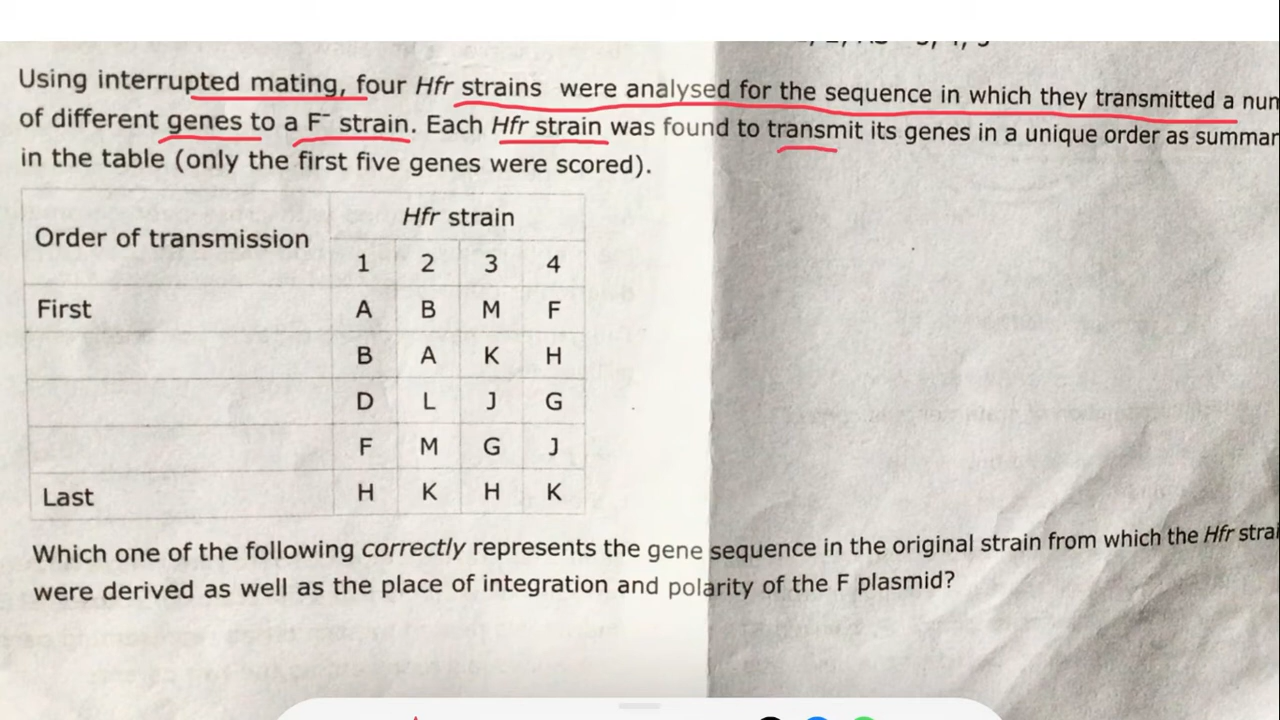 Using interrupted mating, four Hfr strains were analysed for the sequence in which they transmitted a num
of different genes to a F⁻ strain. Each Hfr strain was found to transmit its genes in a unique order as summar
in the table (only the first five genes were scored).
Order of transmission Hfr strain
1 2 3 4
First A B M F
B A K H
D L J G
F M G J
Last H K H K
Which one of the following correctly represents the gene sequence in the original strain from which the Hfr strai
were derived as well as the place of integration and polarity of the F plasmid?